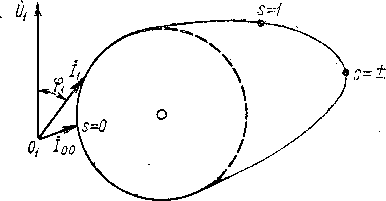 U̇₁
İ₁
φ₁
s=1
s=±
s=0
O₁
İ₀₀